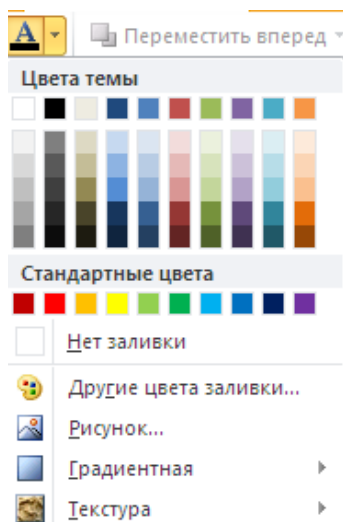 A Переместить вперед
Цвета темы
Стандартные цвета
Нет заливки
Другие цвета заливки...
Рисунок...
Градиентная
Текстура